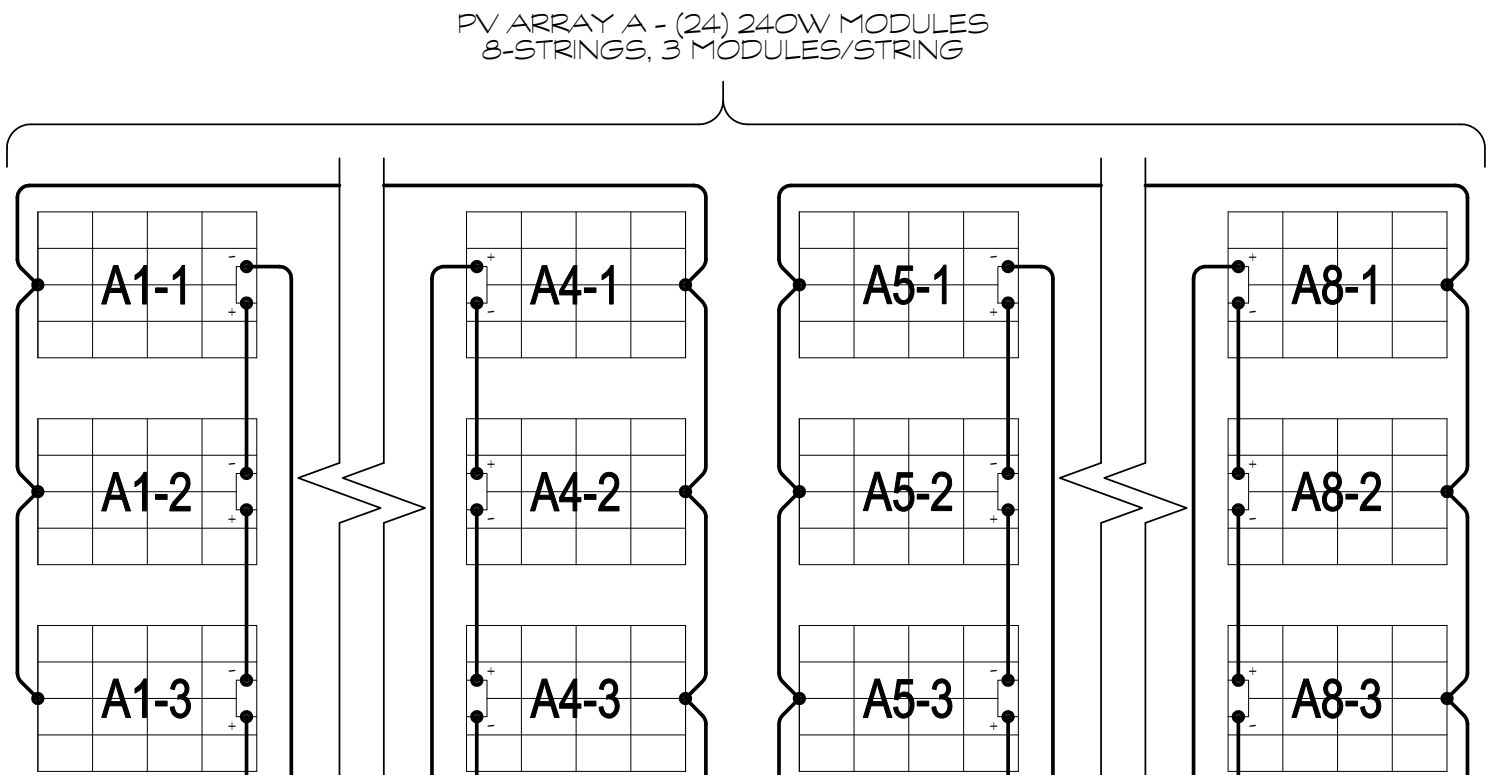 PV ARRAY A - (24) 240W MODULES
8-STRINGS, 3 MODULES/STRING
A1-1 - +
A4-1 + -
A5-1 - +
A8-1 + -
A1-2 - +
A4-2 + -
A5-2 - +
A8-2 + -
A1-3 - +
A4-3 + -
A5-3 - +
A8-3 + -